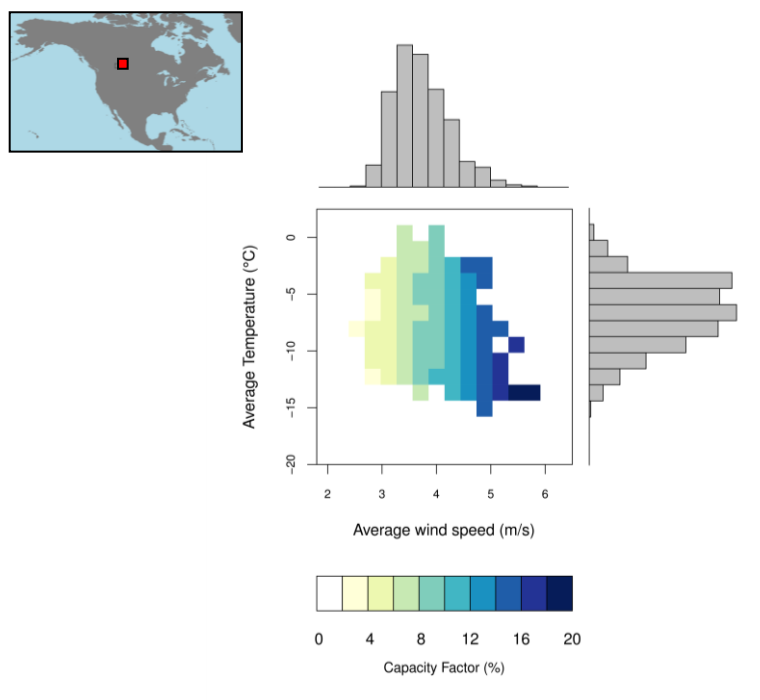 Average Temperature (°C)
0
−5
−10
−15
−20
2 3 4 5 6
Average wind speed (m/s)
0 4 8 12 16 20
Capacity Factor (%)